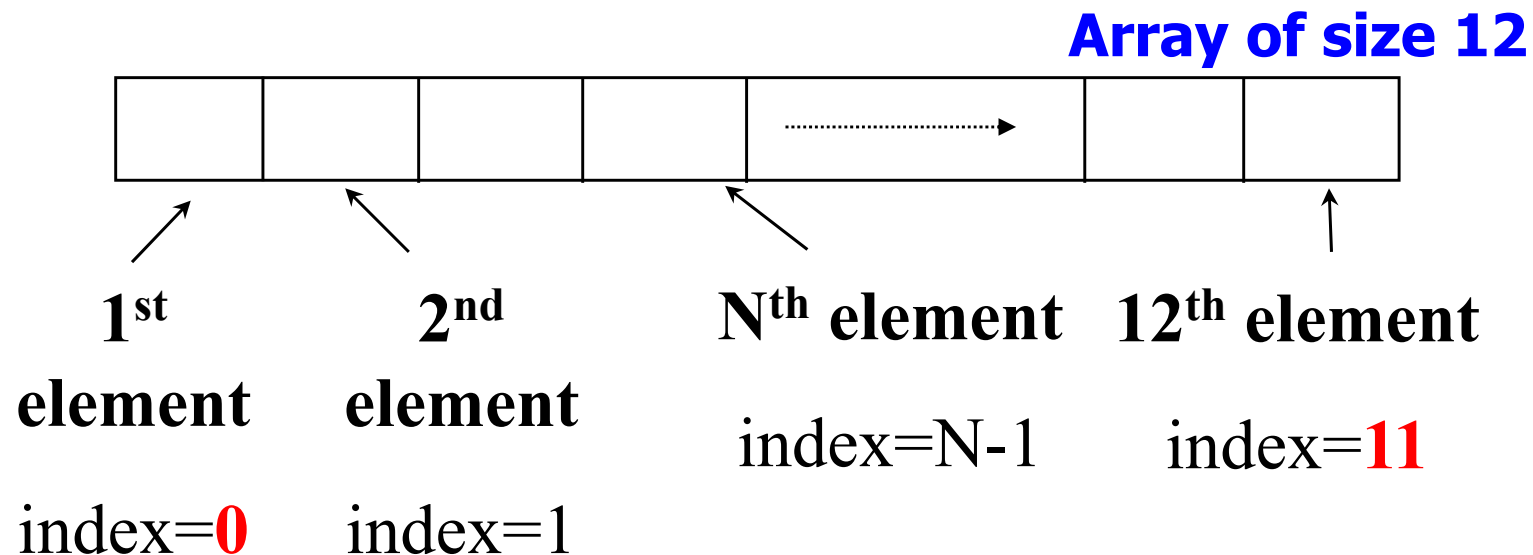 Array of size 12
1st
element
index=0
2nd
element
index=1
Nth element
index=N-1
12th element
index=11